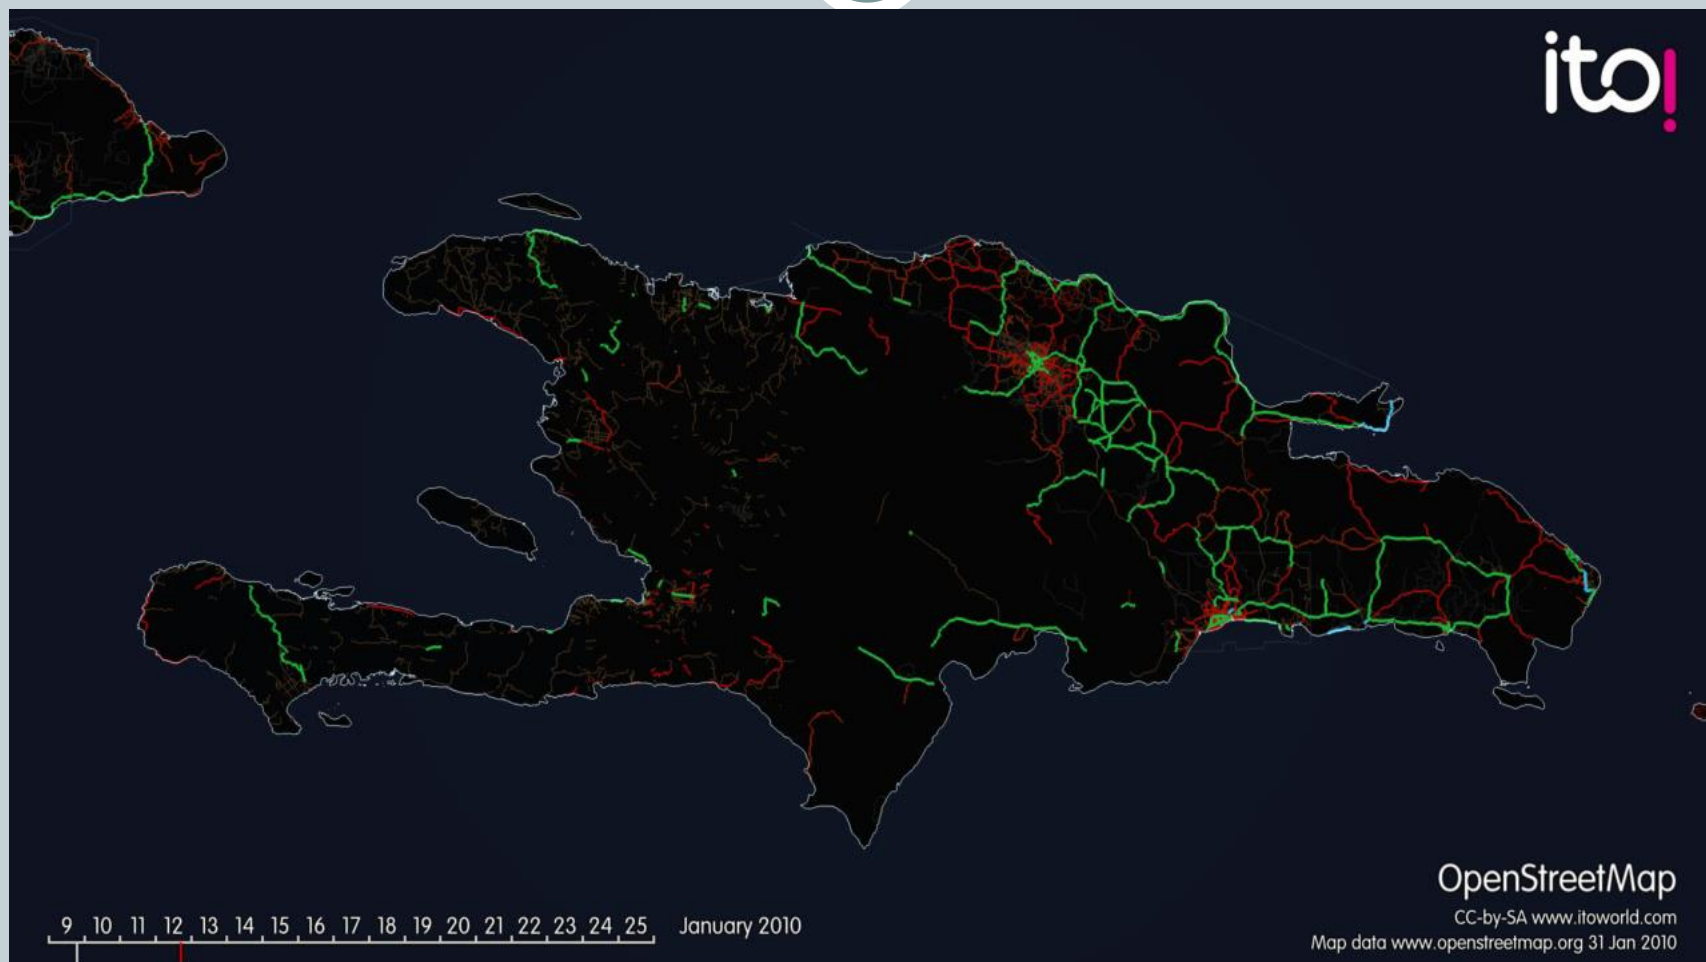 ito!
9 10 11 12 13 14 15 16 17 18 19 20 21 22 23 24 25 January 2010
OpenStreetMap
CC-by-SA www.itoworld.com
Map data www.openstreetmap.org 31 Jan 2010